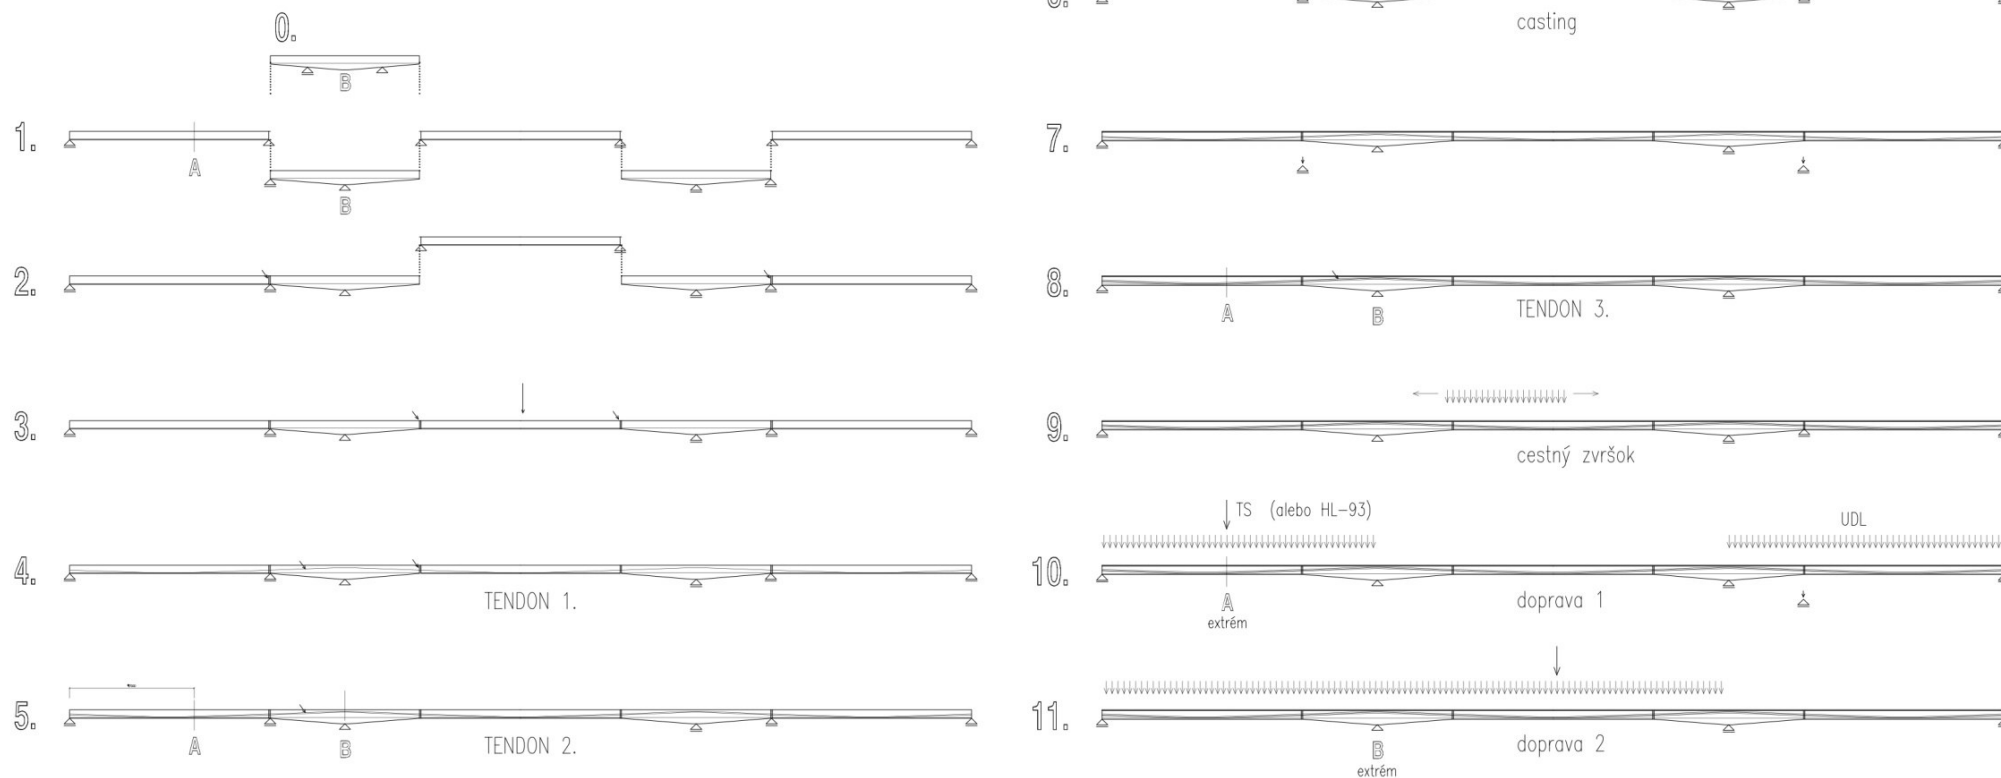 0.
B
1.
A
B
2.
3.
4.
TENDON 1.
5.
A
B
TENDON 2.
casting
7.
8.
A
B
TENDON 3.
9.
cestný zvršok
TS (alebo HL-93)
UDL
10.
A
extrém
doprava 1
11.
B
extrém
doprava 2